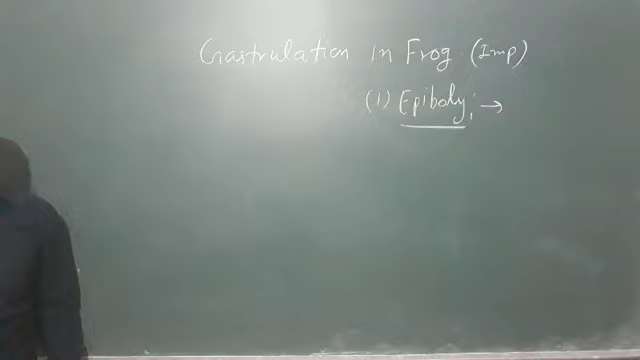 Gastrulation in Frog. (Imp)
(1) Epiboly: →